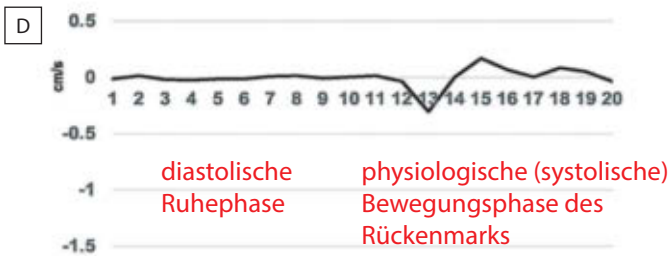 D
0.5
cm/s
0
1 2 3 4 5 6 7 8 9 10 11 12 13 14 15 16 17 18 19 20
-0.5
diastolische
Ruhephase
physiologische (systolische)
Bewegungsphase des
Rückenmarks
-1
-1.5